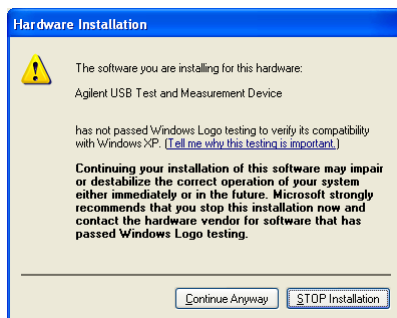 Hardware Installation
The software you are installing for this hardware:
Agilent USB Test and Measurement Device
has not passed Windows Logo testing to verify its compatibility
with Windows XP. (Tell me why this testing is important.)
Continuing your installation of this software may impair
or destabilize the correct operation of your system
either immediately or in the future. Microsoft strongly
recommends that you stop this installation now and
contact the hardware vendor for software that has
passed Windows Logo testing.
Continue Anyway STOP Installation